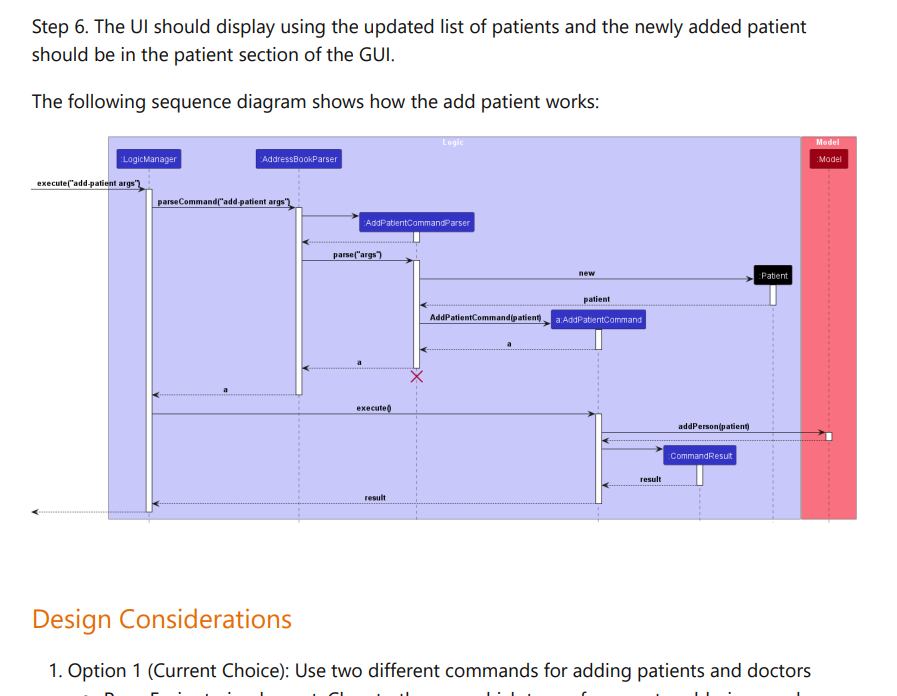 Step 6. The UI should display using the updated list of patients and the newly added patient
should be in the patient section of the GUI.
The following sequence diagram shows how the add patient works:
Logic
Model
:LogicManager
:AddressBookParser
:Model
execute("add-patient args")
parseCommand("add-patient args")
:AddPatientCommandParser
parse("args")
new
:Patient
patient
AddPatientCommand(patient)
a:AddPatientCommand
a
a
a
execute()
addPerson(patient)
:CommandResult
result
result
Design Considerations
1. Option 1 (Current Choice): Use two different commands for adding patients and doctors